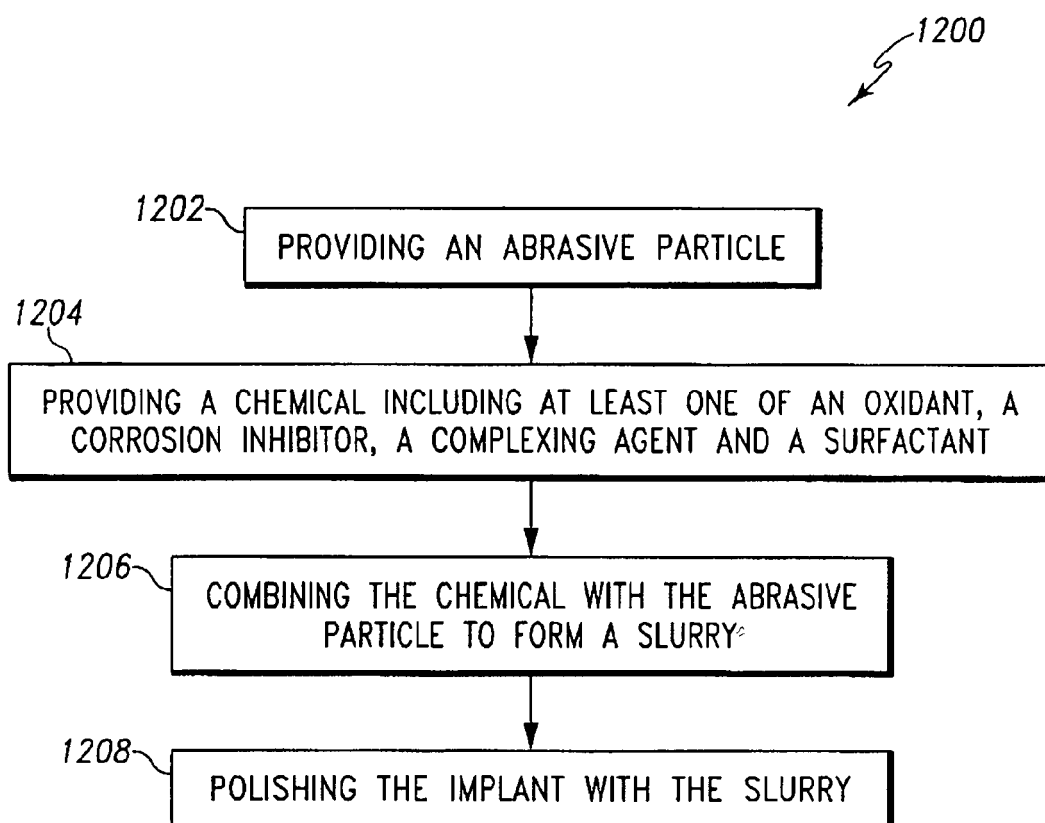 1200
1202
PROVIDING AN ABRASIVE PARTICLE
1204
PROVIDING A CHEMICAL INCLUDING AT LEAST ONE OF AN OXIDANT, A
CORROSION INHIBITOR, A COMPLEXING AGENT AND A SURFACTANT
1206
COMBINING THE CHEMICAL WITH THE ABRASIVE
PARTICLE TO FORM A SLURRY
1208
POLISHING THE IMPLANT WITH THE SLURRY